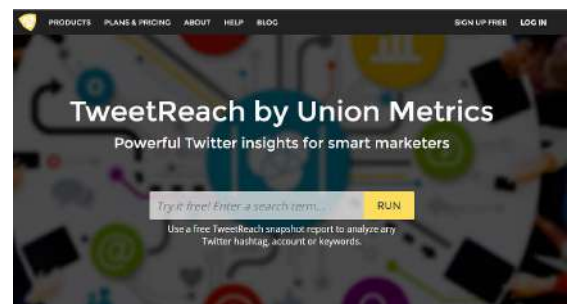 PRODUCTS PLANS & PRICING ABOUT HELP BLOG SIGN UP FREE LOG IN
TweetReach by Union Metrics
Powerful Twitter insights for smart marketers
Try it free! Enter a search term... RUN
Use a free TweetReach snapshot report to analyze any
Twitter hashtag, account or keywords.